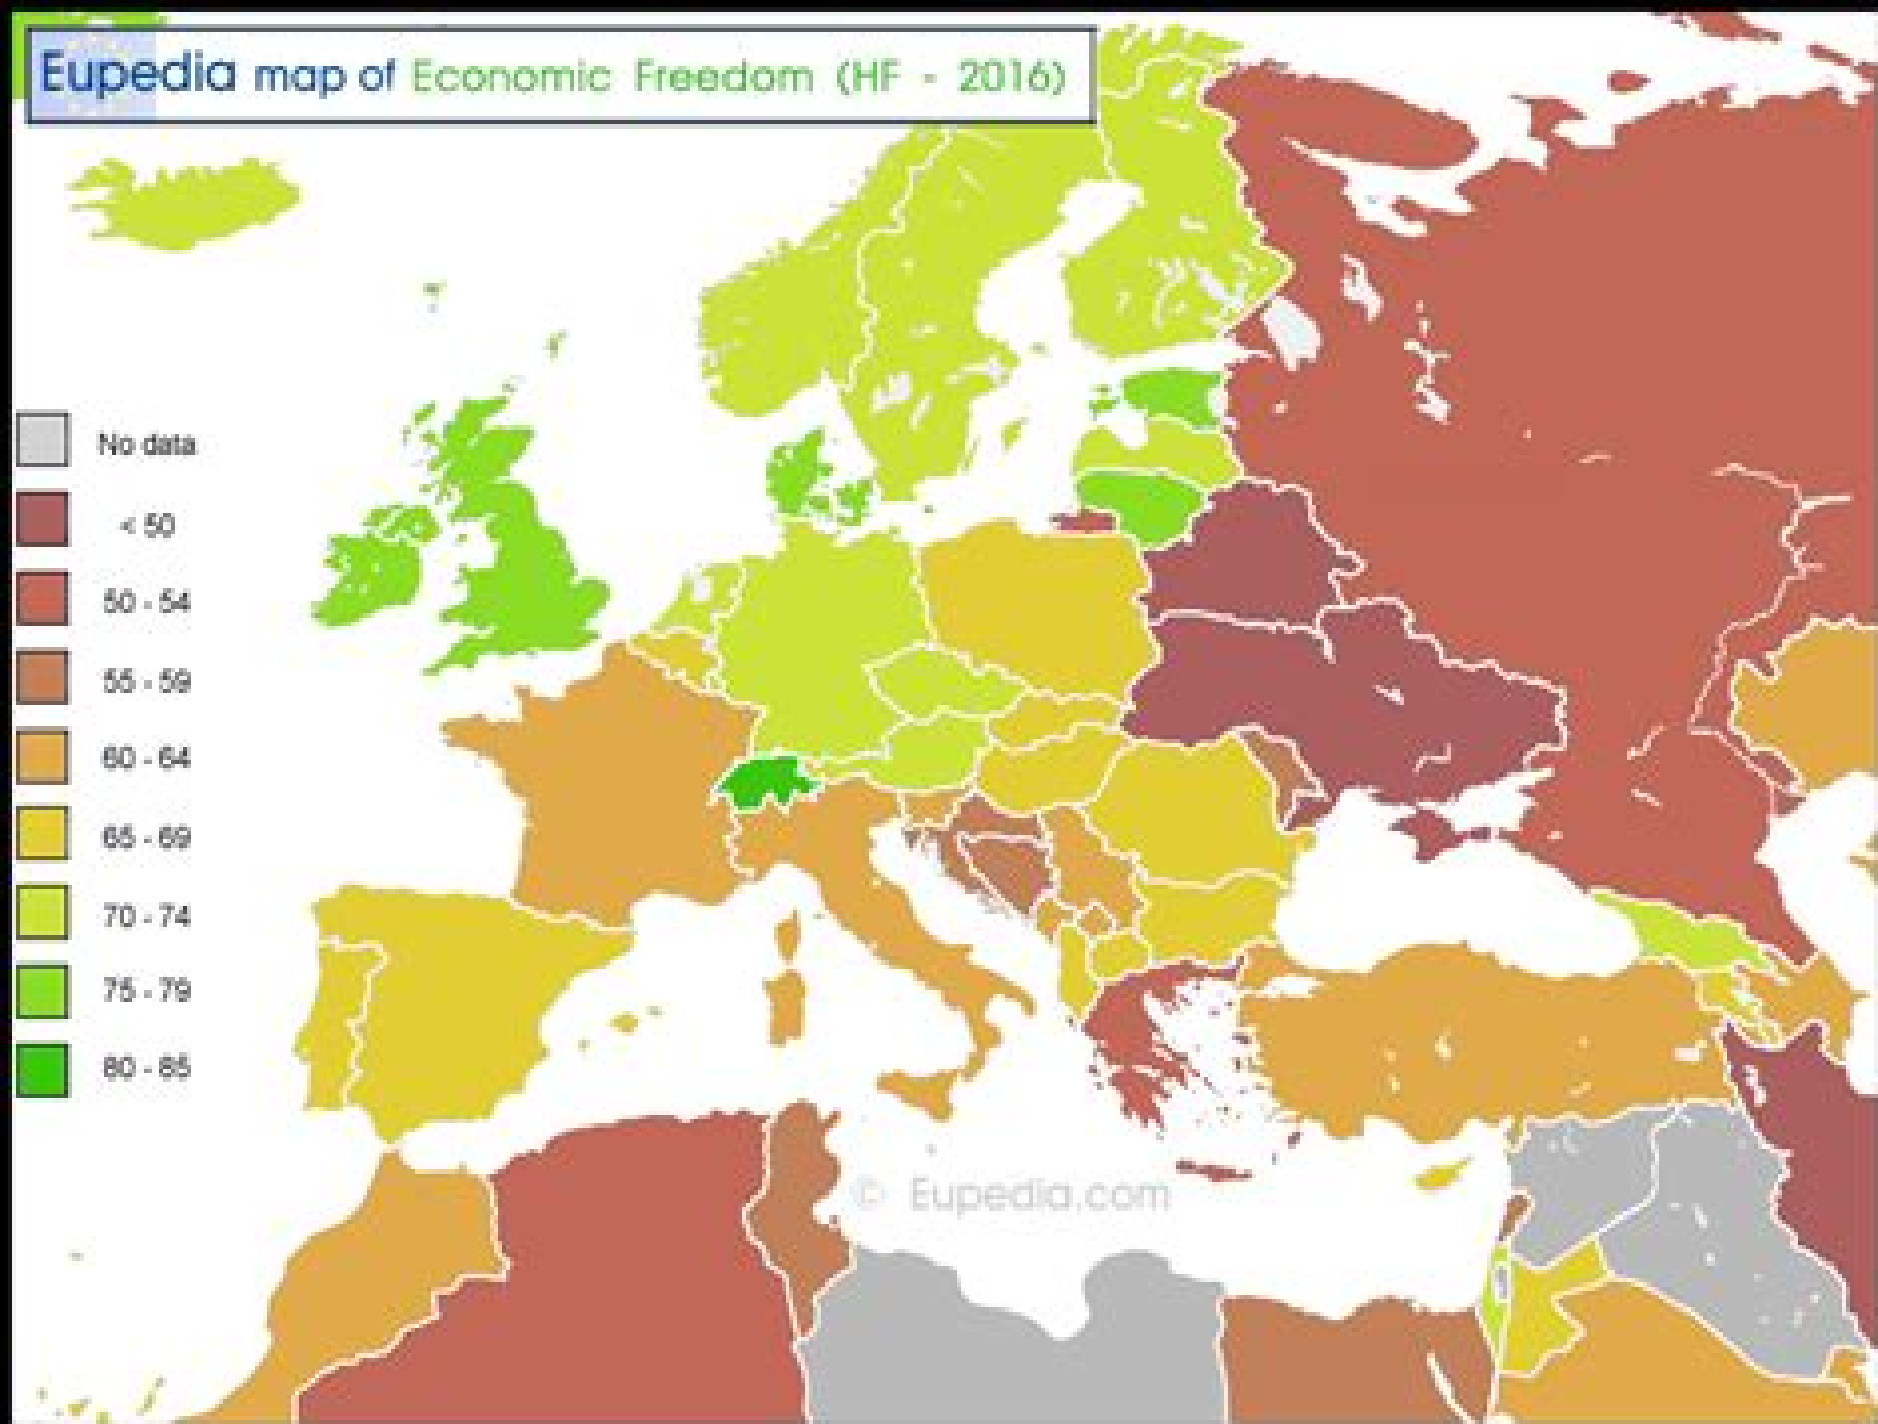 Eupedia map of Economic Freedom (HF - 2016)
No data
< 50
50 - 54
55 - 59
60 - 64
65 - 69
70 - 74
75 - 79
80 - 85
© Eupedia.com